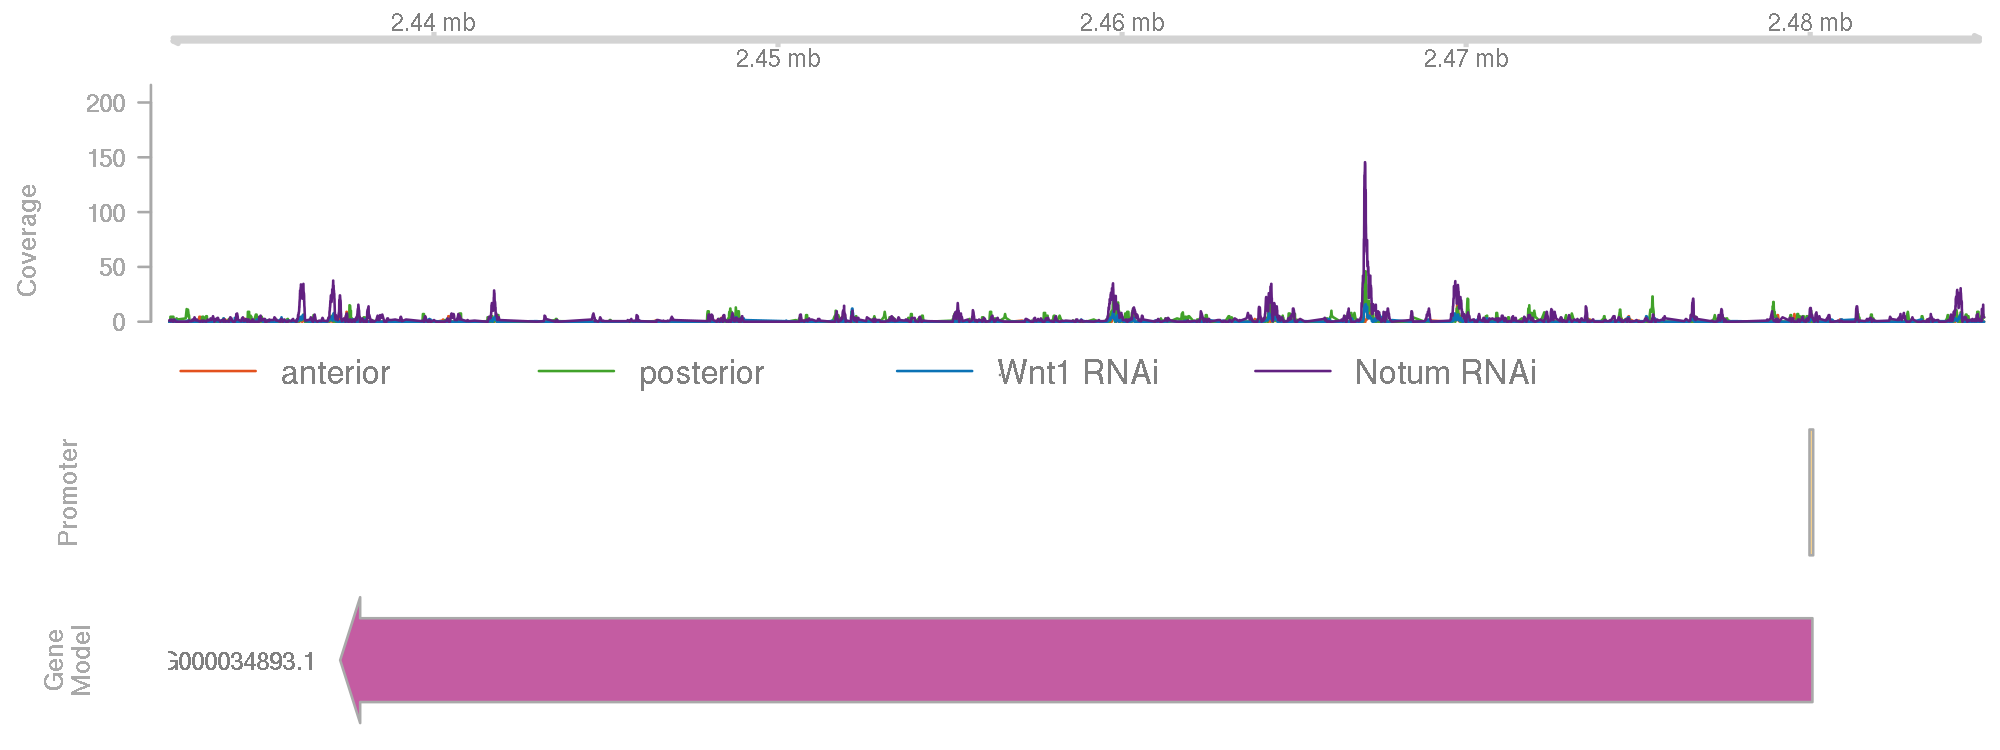 2.44 mb 2.46 mb 2.48 mb
2.45 mb 2.47 mb
Coverage
200
150
100
50
0
anterior posterior Wnt1 RNAi Notum RNAi
Promoter
Gene
Model
G000034893.1